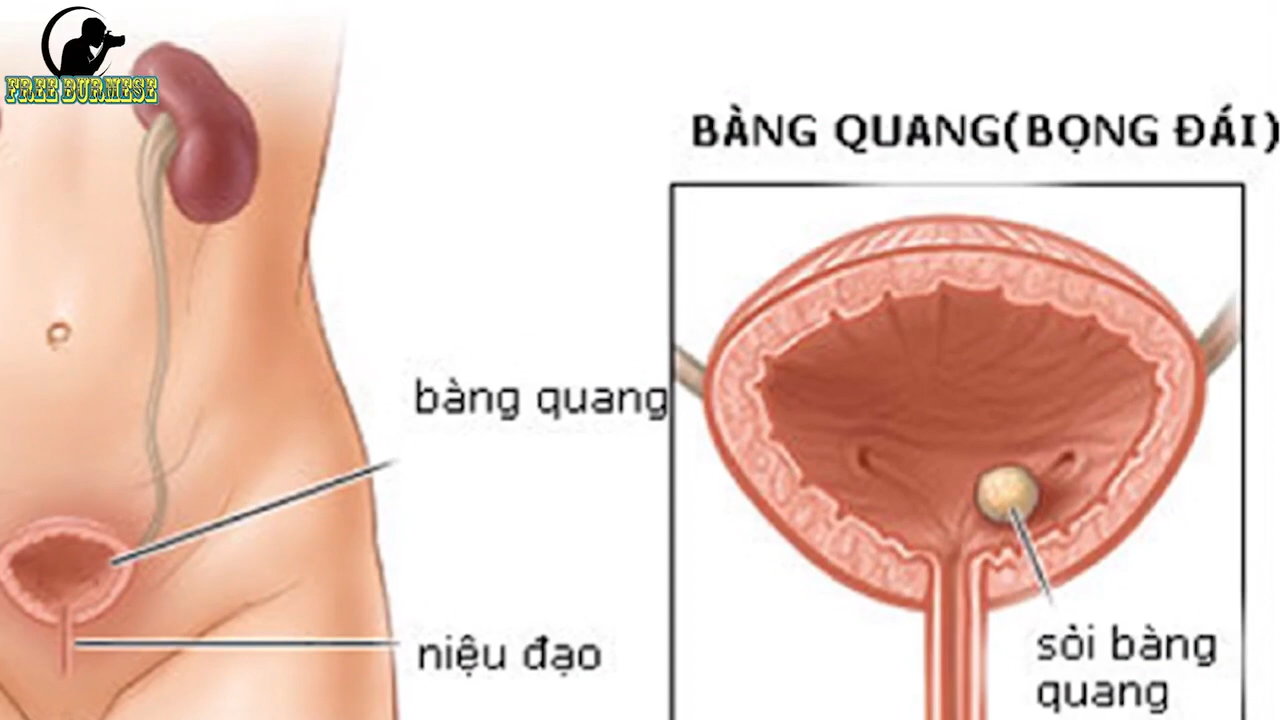 FREE BURMESE
BÀNG QUANG(BỌNG ĐÁI)
bàng quang
niệu đạo
sỏi bàng
quang